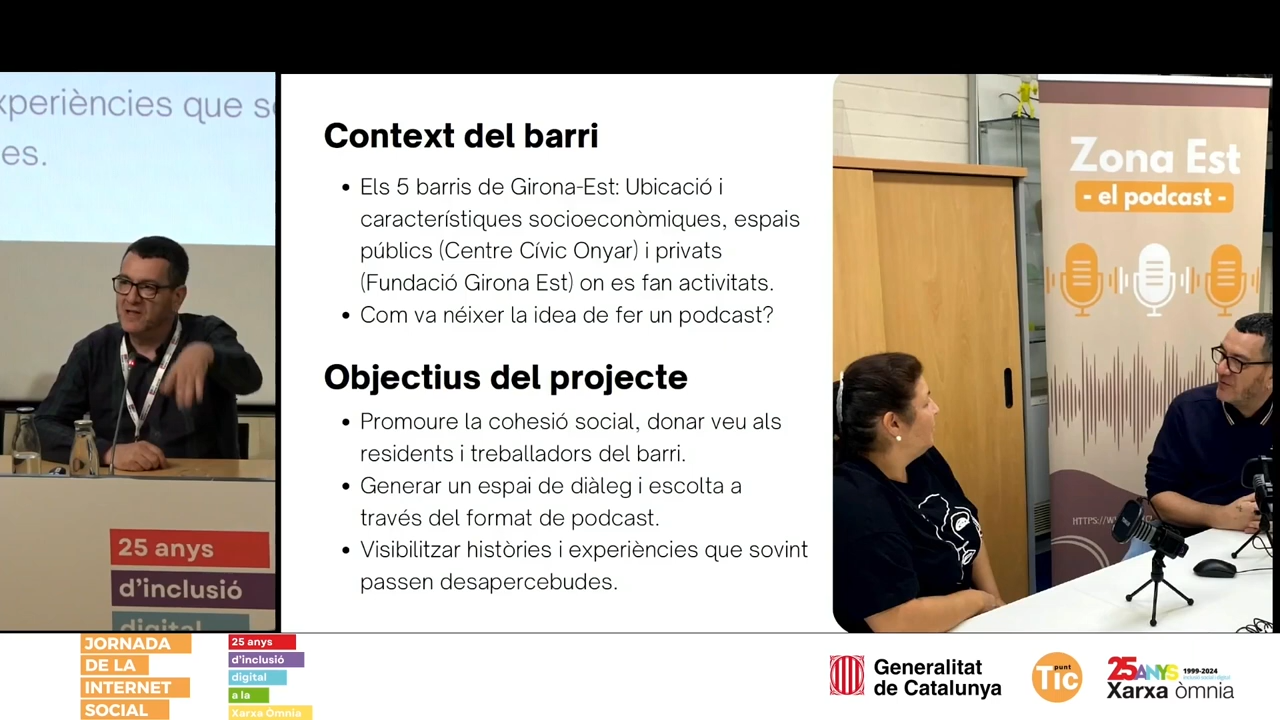 xperiències que s
es.
25 anys
d'inclusió
digital
Context del barri
• Els 5 barris de Girona-Est: Ubicació i
característiques socioeconòmiques, espais
públics (Centre Cívic Onyar) i privats
(Fundació Girona Est) on es fan activitats.
• Com va néixer la idea de fer un podcast?
Objectius del projecte
• Promoure la cohesió social, donar veu als
residents i treballadors del barri.
• Generar un espai de diàleg i escolta a
través del format de podcast.
• Visibilitzar històries i experiències que sovint
passen desapercebudes.
Zona Est
- el podcast -
JORNADA
DE LA
INTERNET
SOCIAL
25 anys
d'inclusió
digital
a la
Xarxa Òmnia
Generalitat
de Catalunya
punt
Tic
25 ANYS 1999-2024
Xarxa òmnia